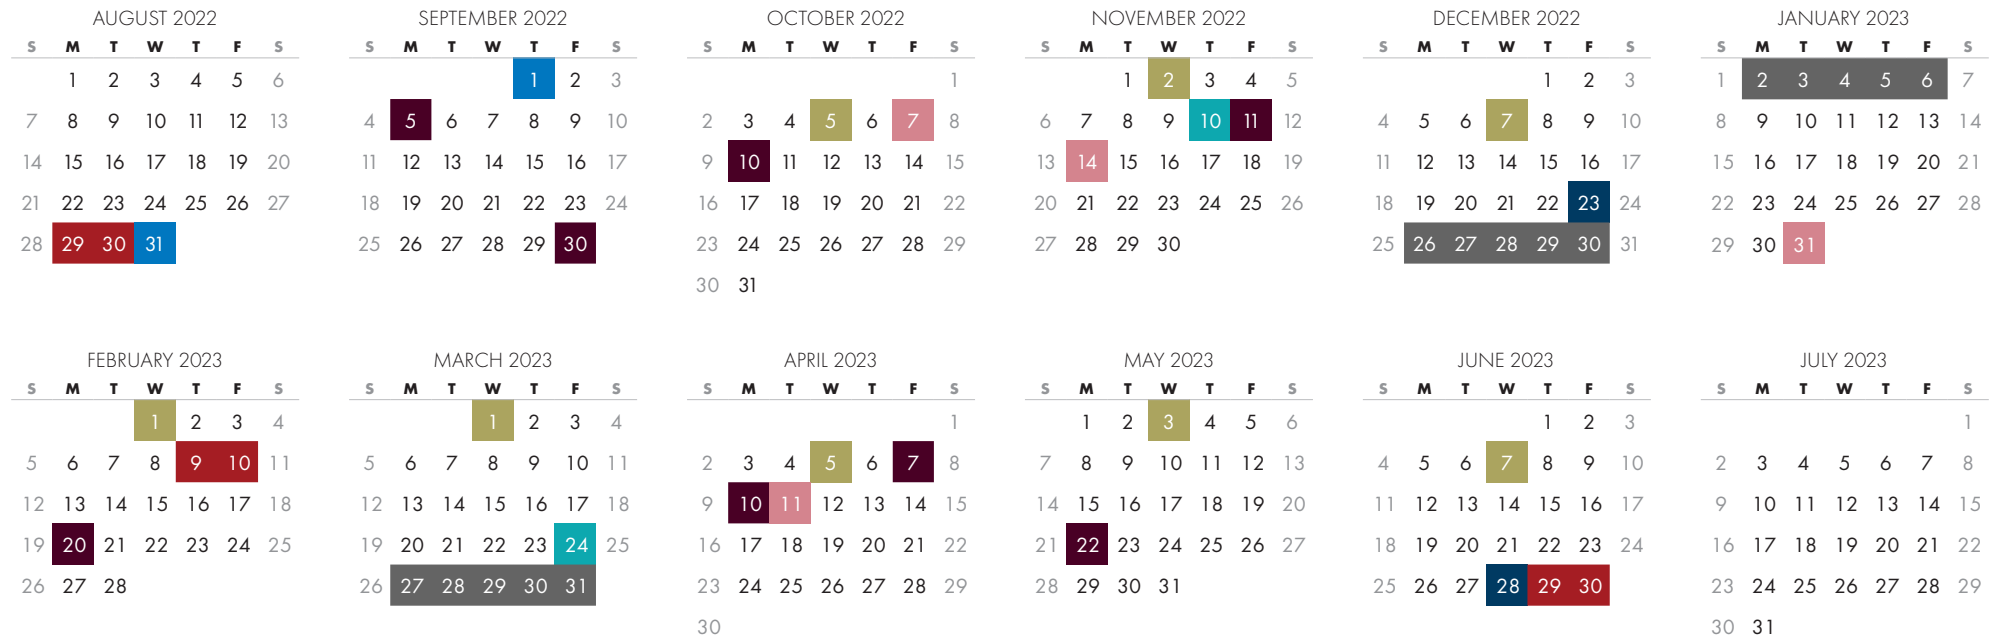 AUGUST 2022
S M T W T F S
1 2 3 4 5 6
7 8 9 10 11 12 13
14 15 16 17 18 19 20
21 22 23 24 25 26 27
28 29 30 31
SEPTEMBER 2022
S M T W T F S
1 2 3
4 5 6 7 8 9 10
11 12 13 14 15 16 17
18 19 20 21 22 23 24
25 26 27 28 29 30
OCTOBER 2022
S M T W T F S
1
2 3 4 5 6 7 8
9 10 11 12 13 14 15
16 17 18 19 20 21 22
23 24 25 26 27 28 29
30 31
NOVEMBER 2022
S M T W T F S
1 2 3 4 5
6 7 8 9 10 11 12
13 14 15 16 17 18 19
20 21 22 23 24 25 26
27 28 29 30
DECEMBER 2022
S M T W T F S
1 2 3
4 5 6 7 8 9 10
11 12 13 14 15 16 17
18 19 20 21 22 23 24
25 26 27 28 29 30 31
JANUARY 2023
S M T W T F S
1 2 3 4 5 6 7
8 9 10 11 12 13 14
15 16 17 18 19 20 21
22 23 24 25 26 27 28
29 30 31
FEBRUARY 2023
S M T W T F S
1 2 3 4
5 6 7 8 9 10 11
12 13 14 15 16 17 18
19 20 21 22 23 24 25
26 27 28
MARCH 2023
S M T W T F S
1 2 3 4
5 6 7 8 9 10 11
12 13 14 15 16 17 18
19 20 21 22 23 24 25
26 27 28 29 30 31
APRIL 2023
S M T W T F S
1
2 3 4 5 6 7 8
9 10 11 12 13 14 15
16 17 18 19 20 21 22
23 24 25 26 27 28 29
30
MAY 2023
S M T W T F S
1 2 3 4 5 6
7 8 9 10 11 12 13
14 15 16 17 18 19 20
21 22 23 24 25 26 27
28 29 30 31
JUNE 2023
S M T W T F S
1 2 3
4 5 6 7 8 9 10
11 12 13 14 15 16 17
18 19 20 21 22 23 24
25 26 27 28 29 30
JULY 2023
S M T W T F S
1
2 3 4 5 6 7 8
9 10 11 12 13 14 15
16 17 18 19 20 21 22
23 24 25 26 27 28 29
30 31